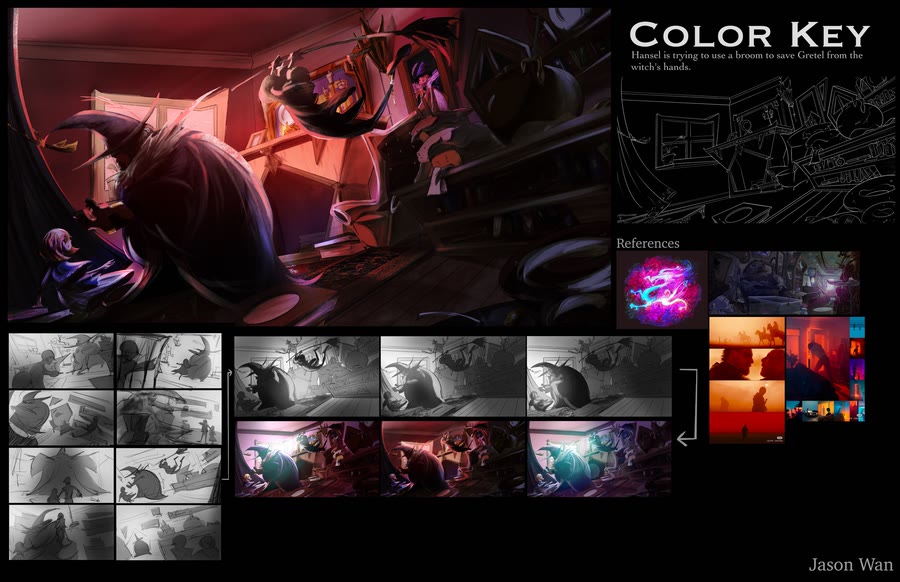 Color Key
Hansel is trying to use a broom to save Gretel from the
witch's hands.
References
Jason Wan